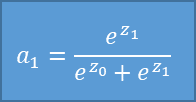 a₁ = e^{z₁} / (e^{z₀} + e^{z₁})